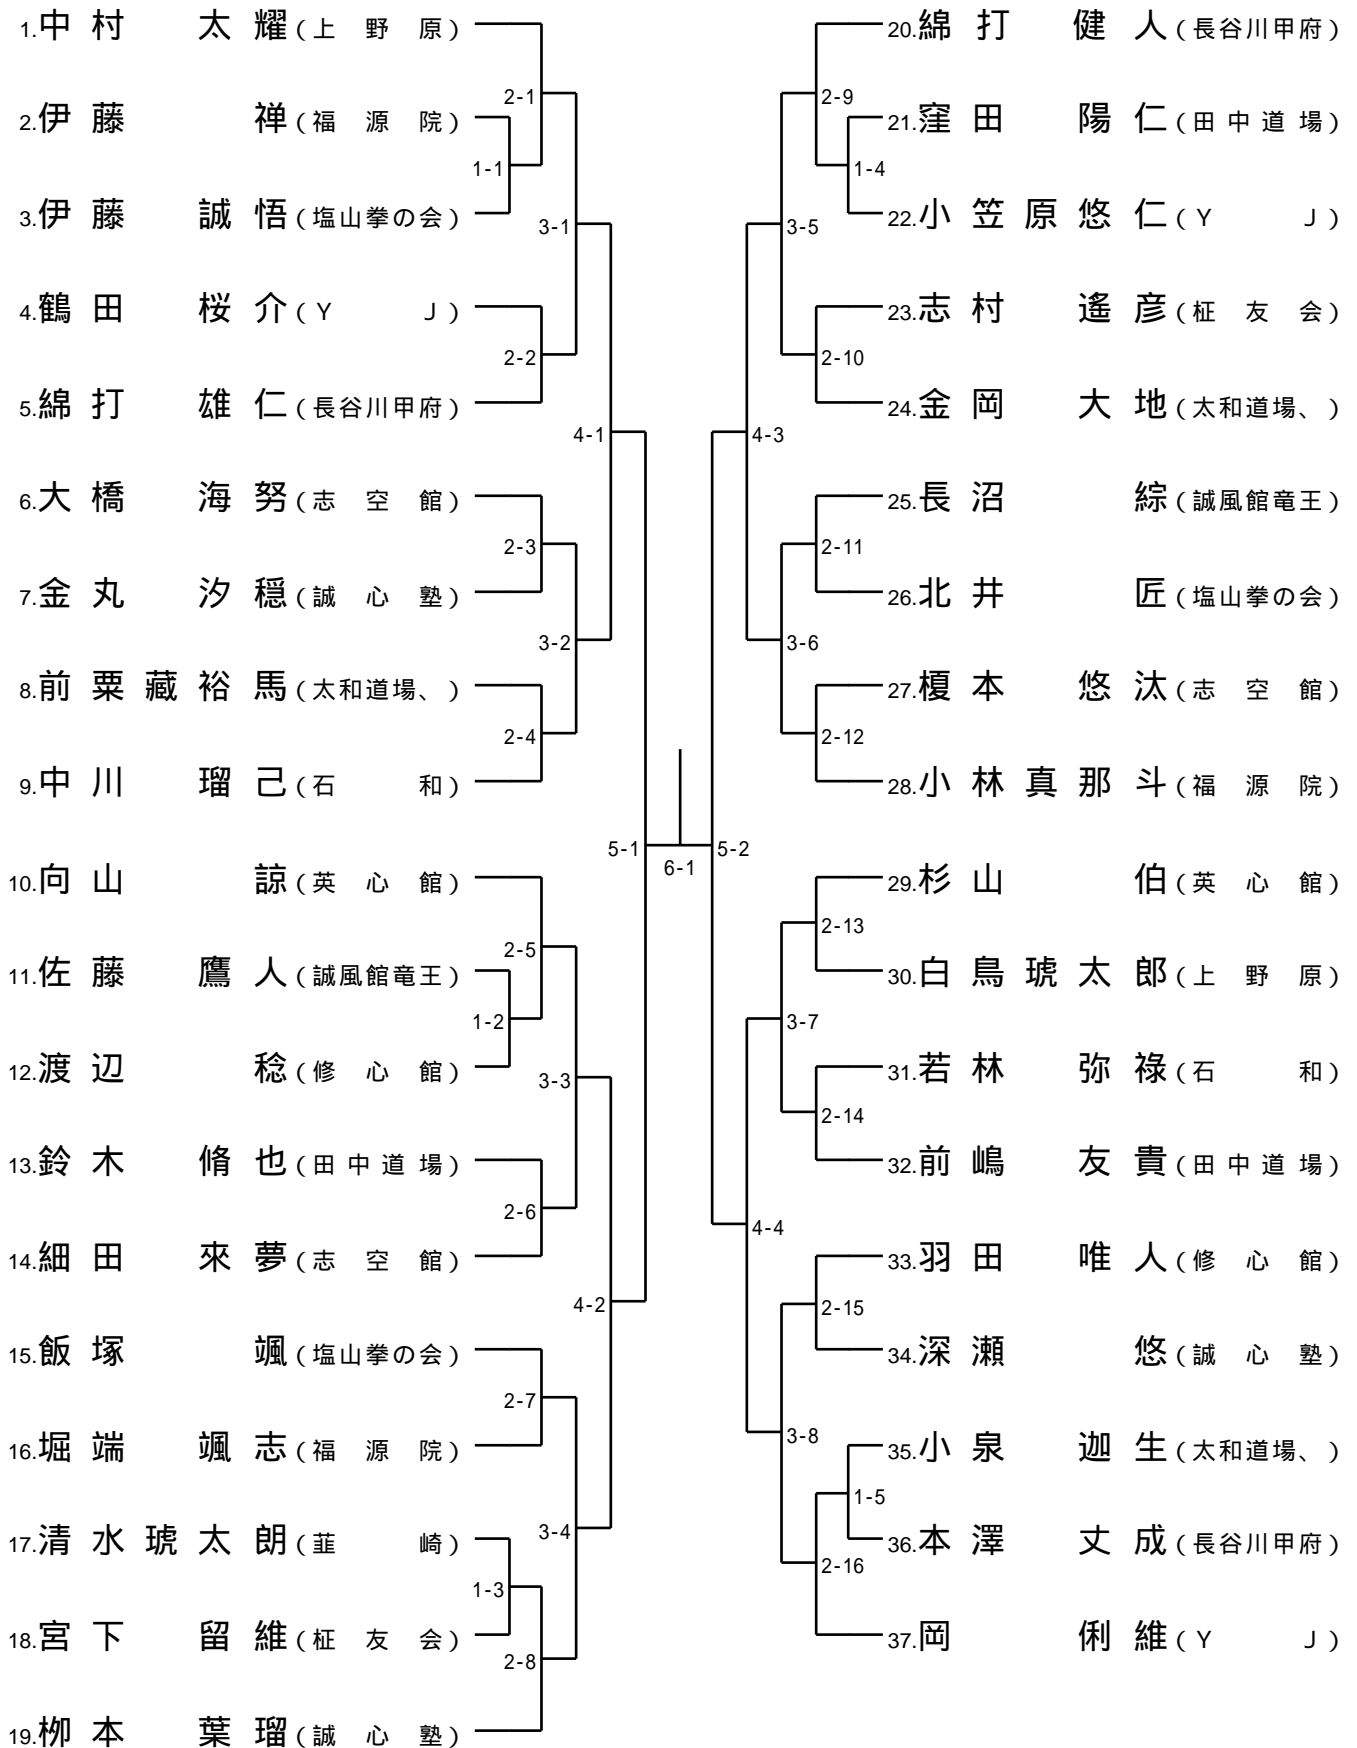 1.中村 太耀(上野原)
2.伊藤 禅(福源院)
3.伊藤 誠悟(塩山拳の会)
4.鶴田 桜介(Y J)
5.綿打 雄仁(長谷川甲府)
6.大橋 海努(志空館)
7.金丸 汐穏(誠心塾)
8.前粟藏裕馬(太和道場、)
9.中川 瑠己(石和)
10.向山 諒(英心館)
11.佐藤 鷹人(誠風館竜王)
12.渡辺 稔(修心館)
13.鈴木 脩也(田中道場)
14.細田 來夢(志空館)
15.飯塚 颯(塩山拳の会)
16.堀端 颯志(福源院)
17.清水琥太朗(韮崎)
18.宮下 留維(柾友会)
19.栁本 葉瑠(誠心塾)
1-1
1-2
1-3
2-1
2-2
2-3
2-4
2-5
2-6
2-7
2-8
3-1
3-2
3-3
3-4
4-1
4-2
5-1
6-1
5-2
4-3
4-4
3-5
3-6
3-7
3-8
2-9
2-10
2-11
2-12
2-13
2-14
2-15
2-16
1-4
1-5
20.綿打 健人(長谷川甲府)
21.窪田 陽仁(田中道場)
22.小笠原悠仁(Y J)
23.志村 遙彦(柾友会)
24.金岡 大地(太和道場、)
25.長沼 綜(誠風館竜王)
26.北井 匠(塩山拳の会)
27.榎本 悠汰(志空館)
28.小林真那斗(福源院)
29.杉山 伯(英心館)
30.白鳥琥太郎(上野原)
31.若林 弥祿(石和)
32.前嶋 友貴(田中道場)
33.羽田 唯人(修心館)
34.深瀬 悠(誠心塾)
35.小泉 迦生(太和道場、)
36.本澤 丈成(長谷川甲府)
37.岡 俐維(Y J)